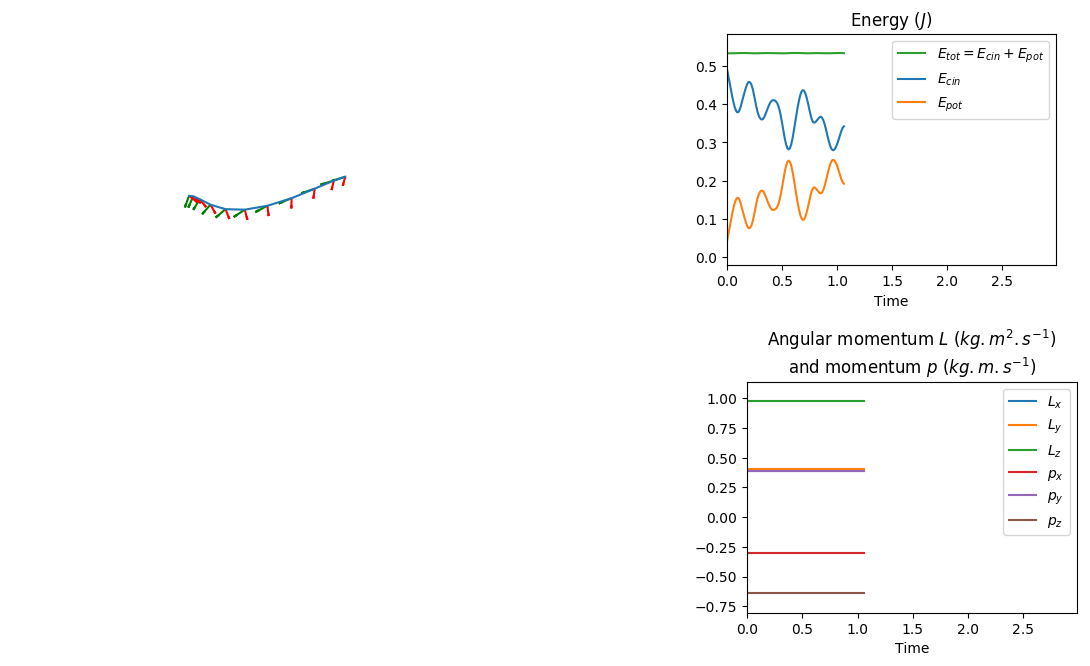 Energy (J)
E_tot = E_cin + E_pot
E_cin
E_pot
0.5
0.4
0.3
0.2
0.1
0.0
0.0 0.5 1.0 1.5 2.0 2.5
Time
Angular momentum L (kg.m².s⁻¹)
and momentum p (kg.m.s⁻¹)
L_x
L_y
L_z
p_x
p_y
p_z
1.00
0.75
0.50
0.25
0.00
−0.25
−0.50
−0.75
0.0 0.5 1.0 1.5 2.0 2.5
Time